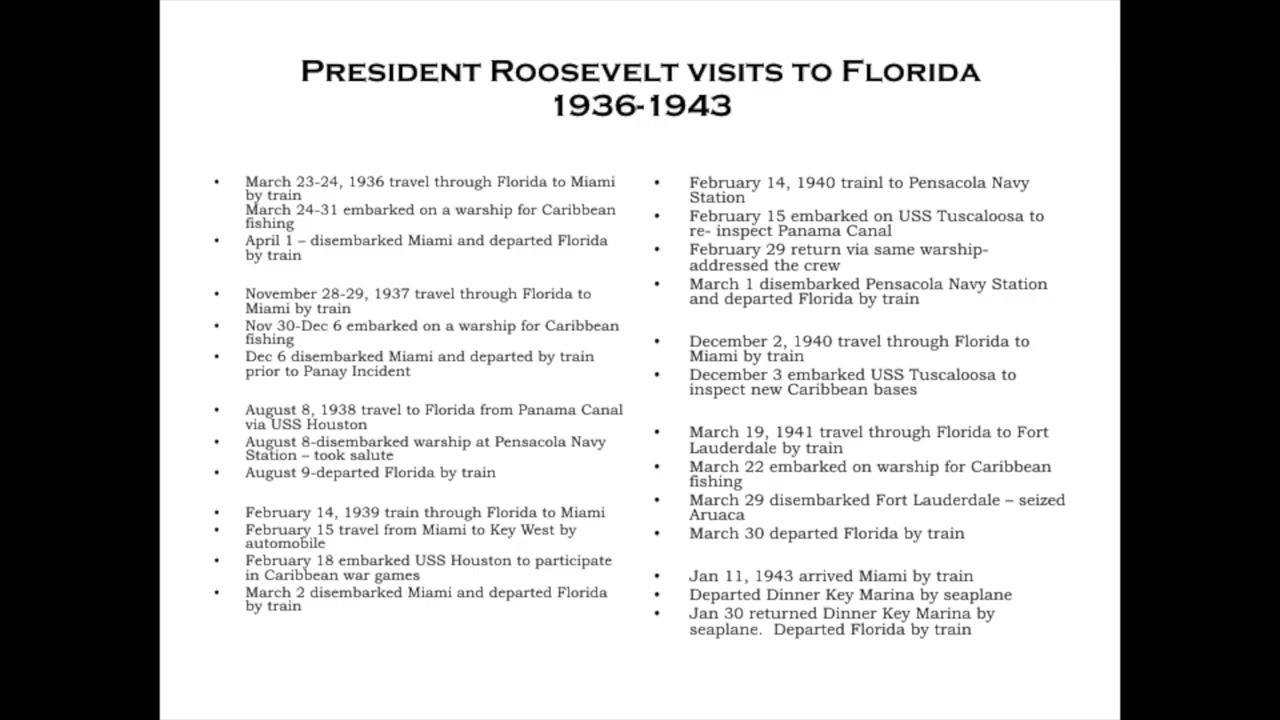 PRESIDENT ROOSEVELT VISITS TO FLORIDA
1936-1943
• March 23-24, 1936 travel through Florida to Miami
by train
March 24-31 embarked on a warship for Caribbean
fishing
• April 1 – disembarked Miami and departed Florida
by train
• November 28-29, 1937 travel through Florida to
Miami by train
• Nov 30-Dec 6 embarked on a warship for Caribbean
fishing
• Dec 6 disembarked Miami and departed by train
prior to Panay Incident
• August 8, 1938 travel to Florida from Panama Canal
via USS Houston
• August 8-disembarked warship at Pensacola Navy
Station – took salute
• August 9-departed Florida by train
• February 14, 1939 train through Florida to Miami
• February 15 travel from Miami to Key West by
automobile
• February 18 embarked USS Houston to participate
in Caribbean war games
• March 2 disembarked Miami and departed Florida
by train
• February 14, 1940 trainl to Pensacola Navy
Station
• February 15 embarked on USS Tuscaloosa to
re- inspect Panama Canal
• February 29 return via same warship-
addressed the crew
• March 1 disembarked Pensacola Navy Station
and departed Florida by train
• December 2, 1940 travel through Florida to
Miami by train
• December 3 embarked USS Tuscaloosa to
inspect new Caribbean bases
• March 19, 1941 travel through Florida to Fort
Lauderdale by train
• March 22 embarked on warship for Caribbean
fishing
• March 29 disembarked Fort Lauderdale – seized
Aruaca
• March 30 departed Florida by train
• Jan 11, 1943 arrived Miami by train
• Departed Dinner Key Marina by seaplane
• Jan 30 returned Dinner Key Marina by
seaplane.  Departed Florida by train